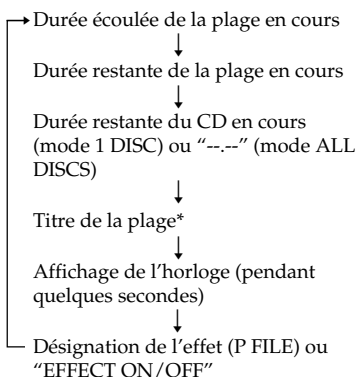 Durée écoulée de la plage en cours
Durée restante de la plage en cours
Durée restante du CD en cours
(mode 1 DISC) ou “--.--” (mode ALL
DISCS)
Titre de la plage*
Affichage de l’horloge (pendant
quelques secondes)
Désignation de l’effet (P FILE) ou
“EFFECT ON/OFF”